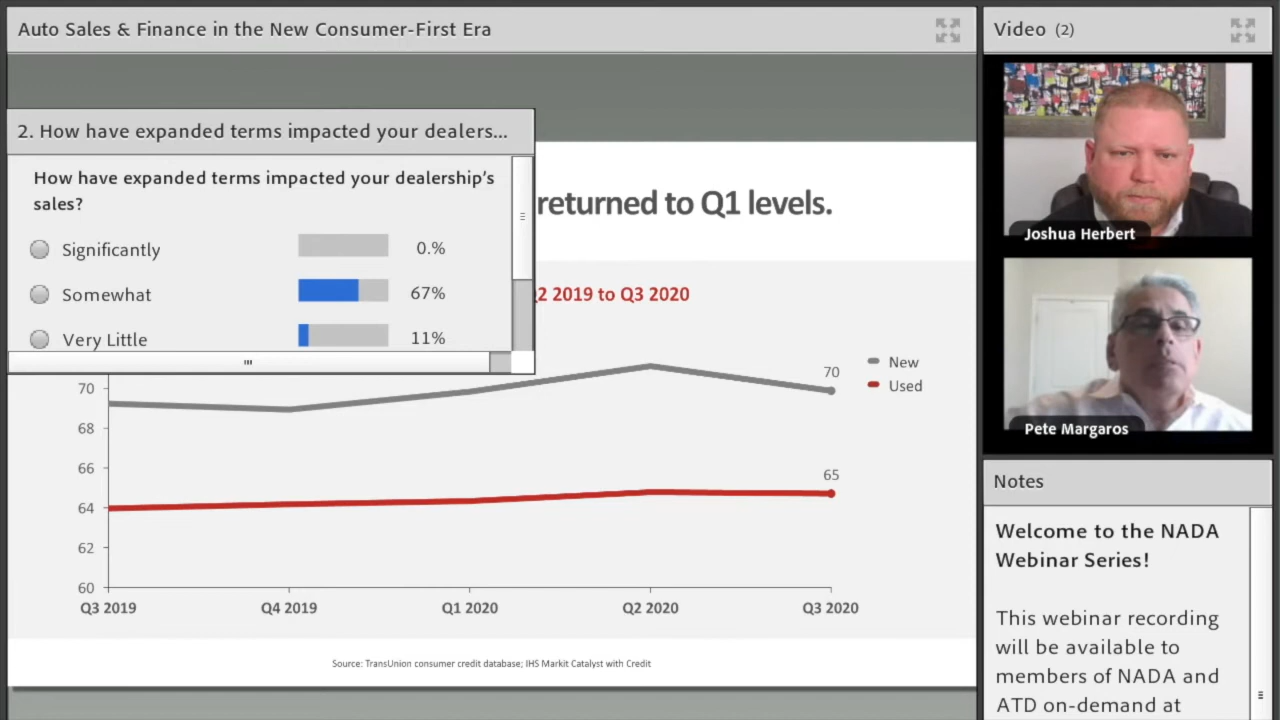 Auto Sales & Finance in the New Consumer-First Era
2. How have expanded terms impacted your dealers...
How have expanded terms impacted your dealership's
sales?
Significantly 0.%
Somewhat 67%
Very Little 11%
returned to Q1 levels.
2 2019 to Q3 2020
New
Used
70
65
70
68
66
64
62
60
Q3 2019 Q4 2019 Q1 2020 Q2 2020 Q3 2020
Source: TransUnion consumer credit database; IHS Markit Catalyst with Credit
Video (2)
Joshua Herbert
Pete Margaros
Notes
Welcome to the NADA
Webinar Series!
This webinar recording
will be available to
members of NADA and
ATD on-demand at